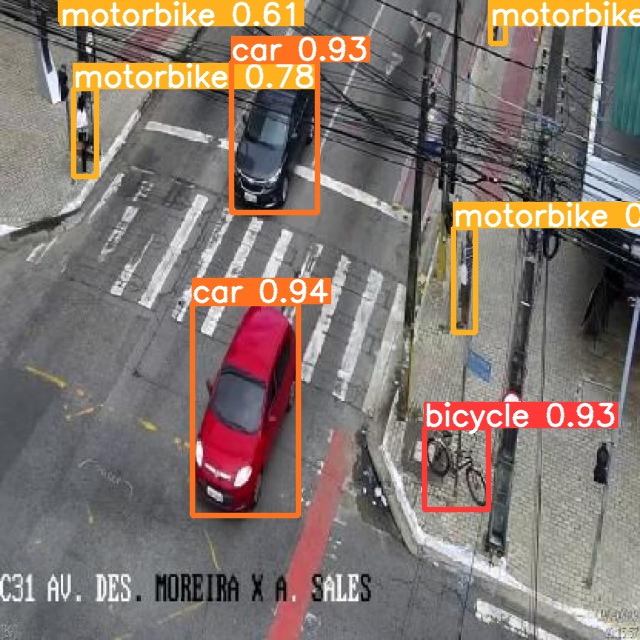 motorbike 0.61
motorbike
car 0.93
motorbike 0.78
motorbike 0
car 0.94
bicycle 0.93
C31 AV. DES. MOREIRA X A. SALES